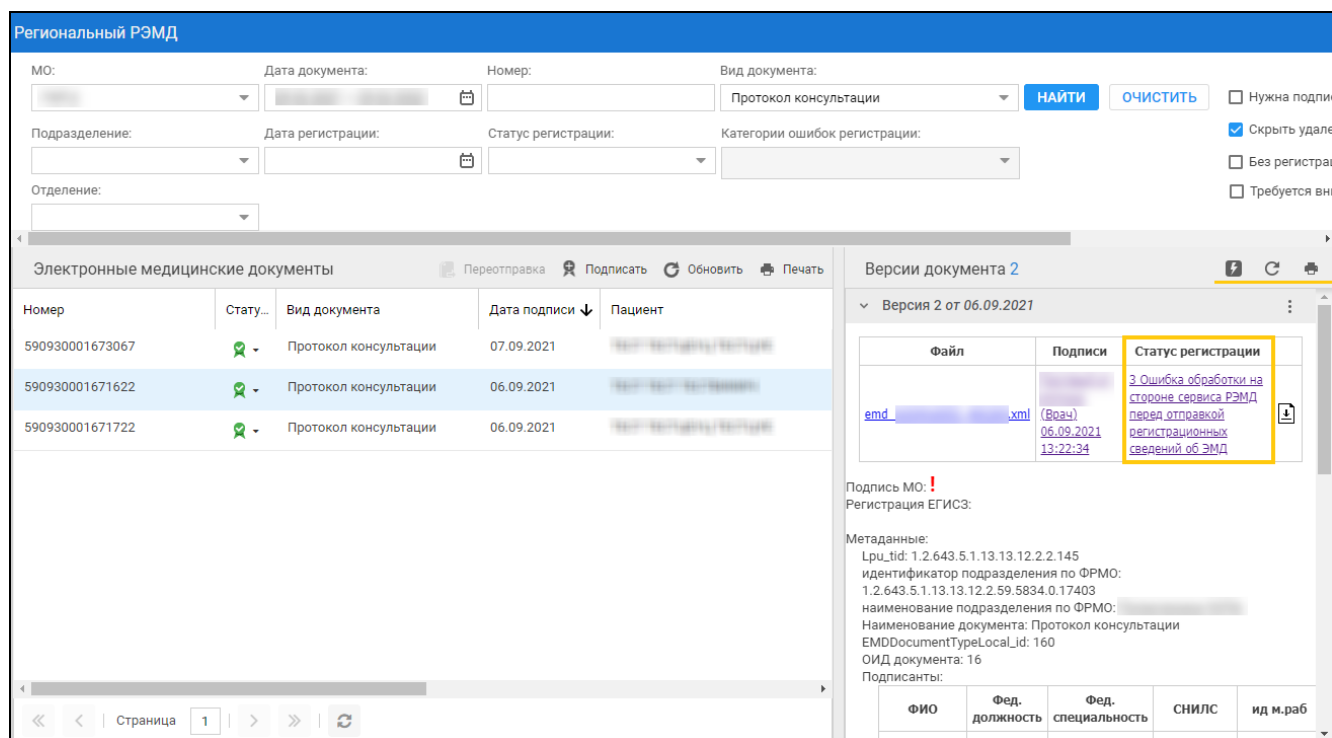 Региональный РЭМД
МО:
Дата документа:
Номер:
Вид документа:
Протокол консультации
НАЙТИ
ОЧИСТИТЬ
Нужна подпи
Подразделение:
Дата регистрации:
Статус регистрации:
Категории ошибок регистрации:
Скрыть удале
Без регистрац
Отделение:
Требуется вни
Электронные медицинские документы
Переотправка
Подписать
Обновить
Печать
Номер
Стату...
Вид документа
Дата подписи
Пациент
590930001673067
Протокол консультации
07.09.2021
590930001671622
Протокол консультации
06.09.2021
590930001671722
Протокол консультации
06.09.2021
Страница
1
Версии документа 2
Версия 2 от 06.09.2021
Файл
Подписи
Статус регистрации
emd_
.xml
(Врач)
06.09.2021
13:22:34
3 Ошибка обработки на
стороне сервиса РЭМД
перед отправкой
регистрационных
сведений об ЭМД
Подпись МО: !
Регистрация ЕГИСЗ:
Метаданные:
Lpu_tid: 1.2.643.5.1.13.13.12.2.2.145
идентификатор подразделения по ФРМО:
1.2.643.5.1.13.13.12.2.59.5834.0.17403
наименование подразделения по ФРМО:
Наименование документа: Протокол консультации
EMDDocumentTypeLocal_id: 160
ОИД документа: 16
Подписанты:
ФИО
Фед.
должность
Фед.
специальность
СНИЛС
ид м.раб